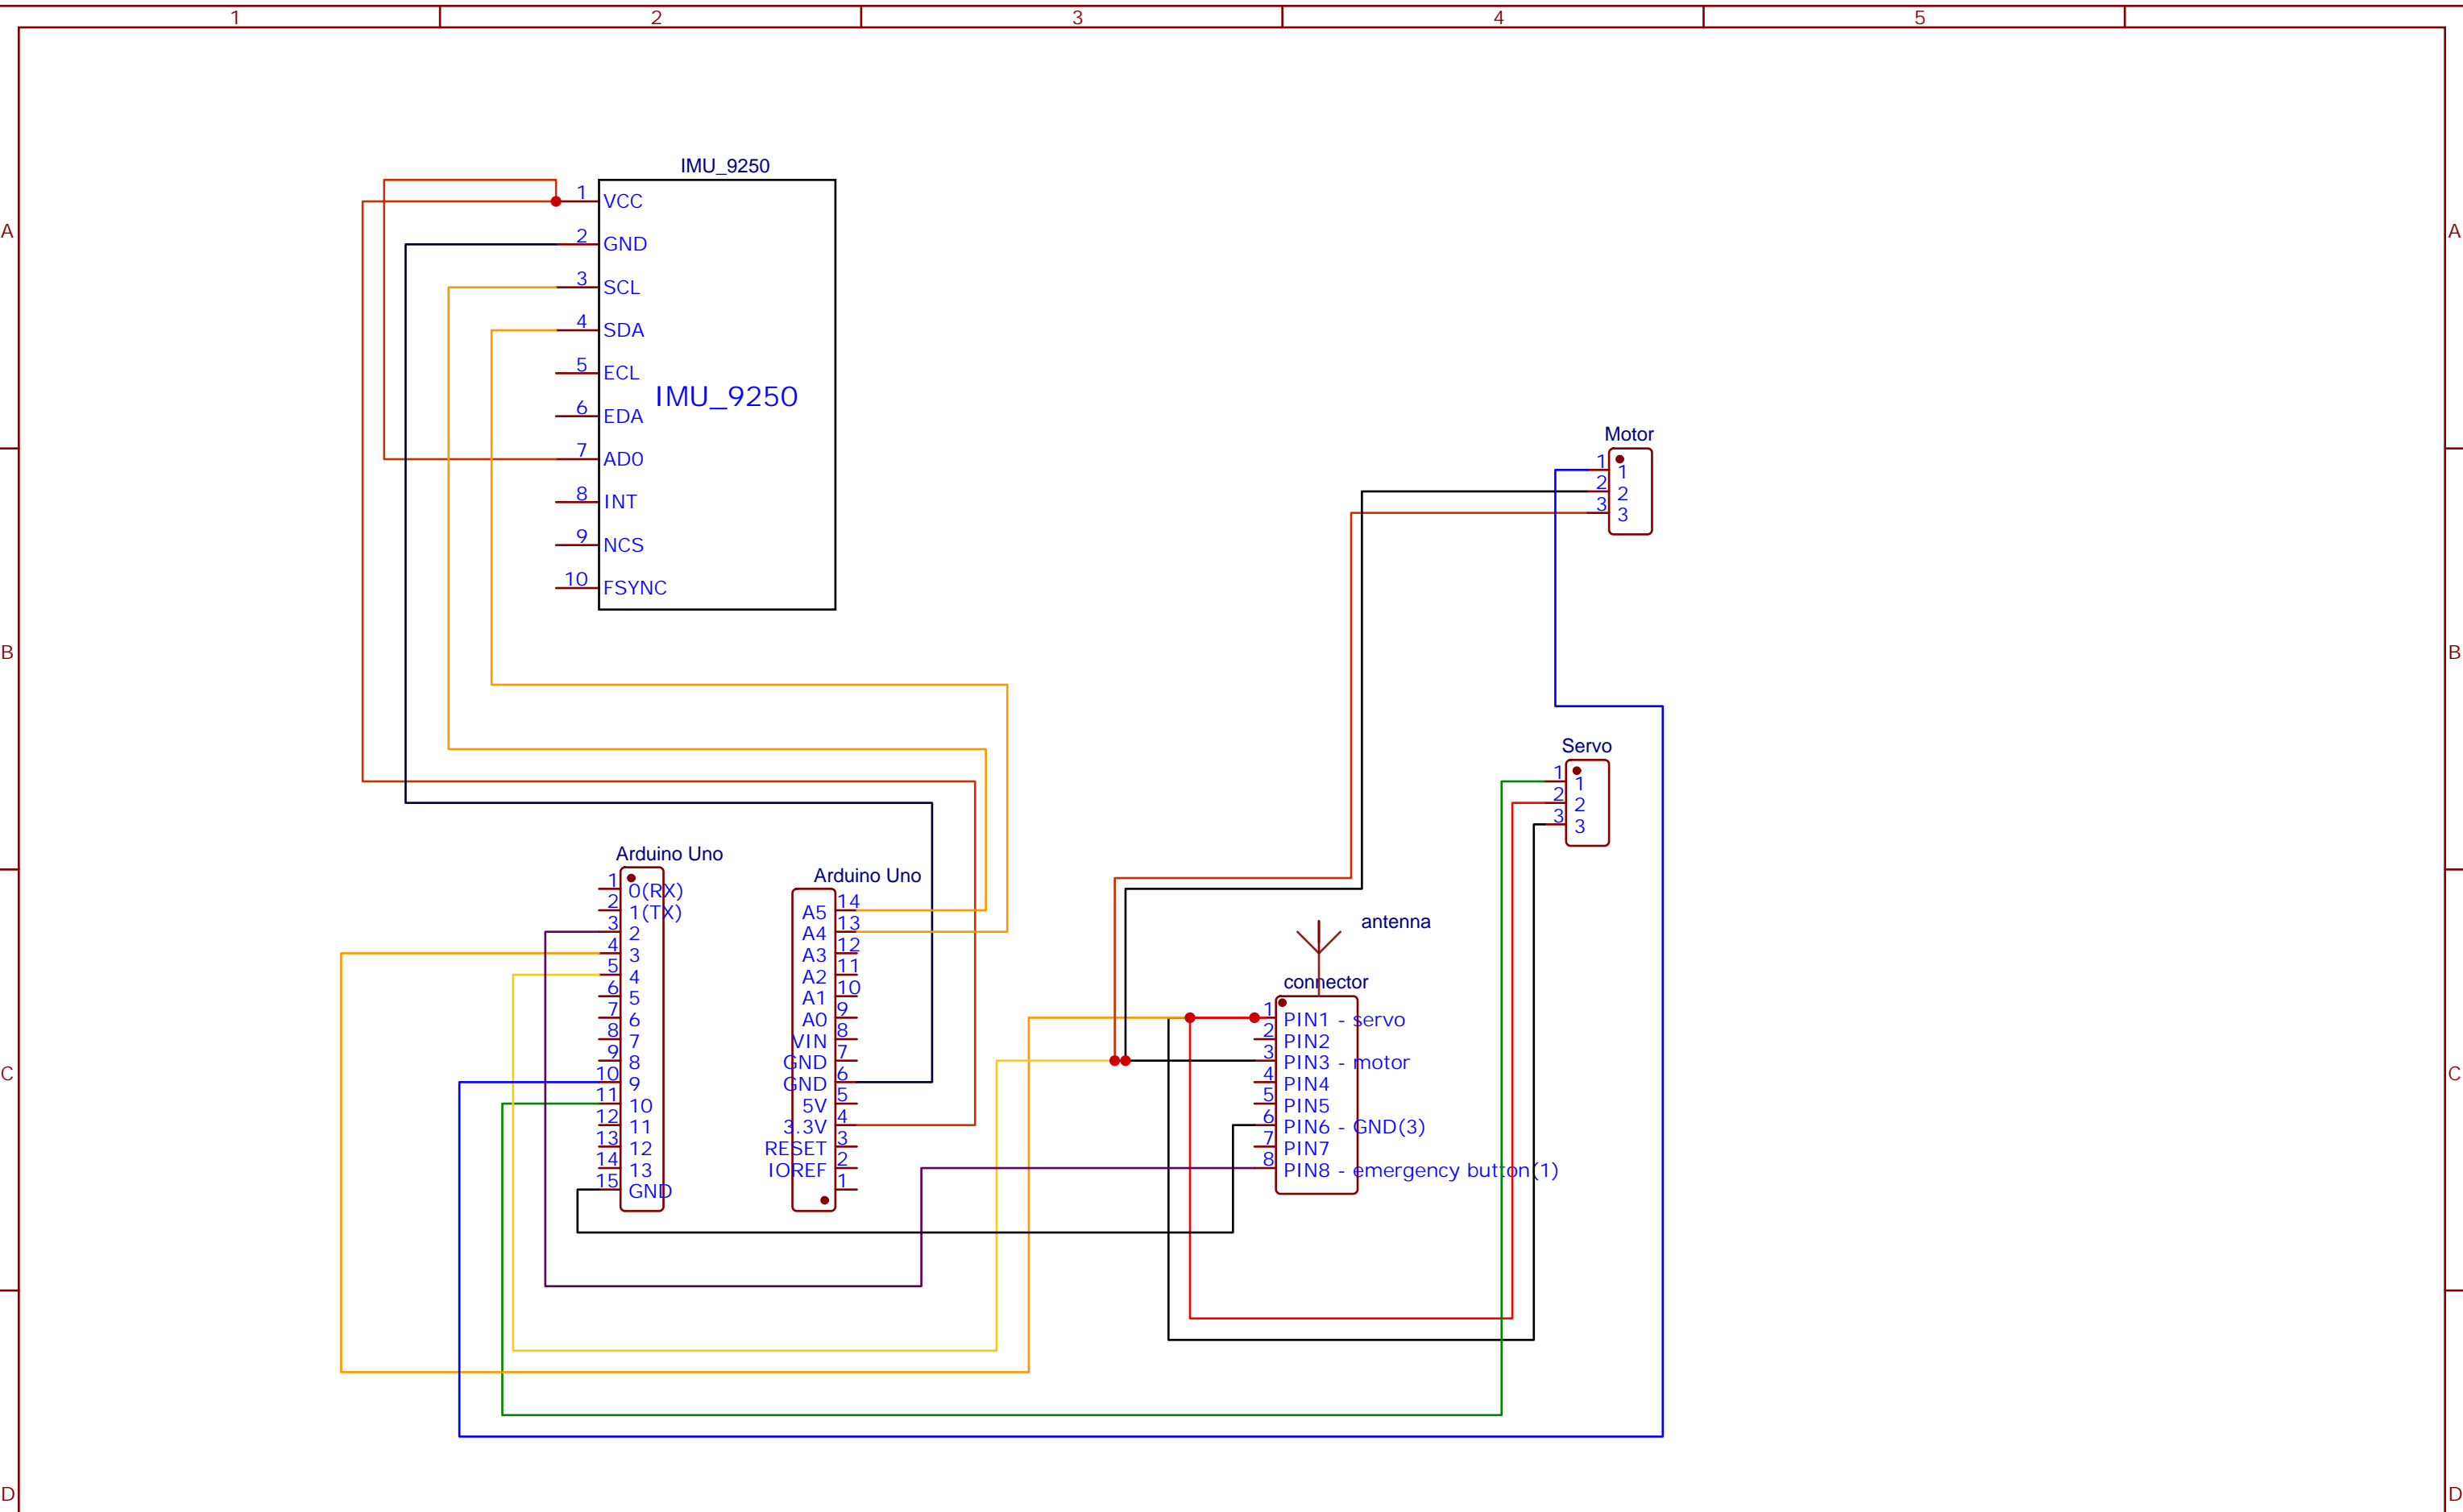 1 2 3 4 5
A A
IMU_9250
1 VCC
2 GND
3 SCL
4 SDA
5 ECL
IMU_9250
6 EDA
7 AD0
8 INT
9 NCS
10 FSYNC
Motor
1 1
2 2
3 3
B B
Servo
1 1
2 2
3 3
Arduino Uno
1 0(RX)
2 1(TX)
3 2
4 3
5 4
6 5
7 6
8 7
9 8
10 9
11 10
12 11
13 12
14 13
15 GND
Arduino Uno
A5 14
A4 13
A3 12
A2 11
A1 10
A0 9
VIN 8
GND 7
GND 6
5V 5
3.3V 4
RESET 3
IOREF 2
1
antenna
connector
1 PIN1 - servo
2 PIN2
3 PIN3 - motor
4 PIN4
5 PIN5
6 PIN6 - GND(3)
7 PIN7
8 PIN8 - emergency button(1)
C C
D D